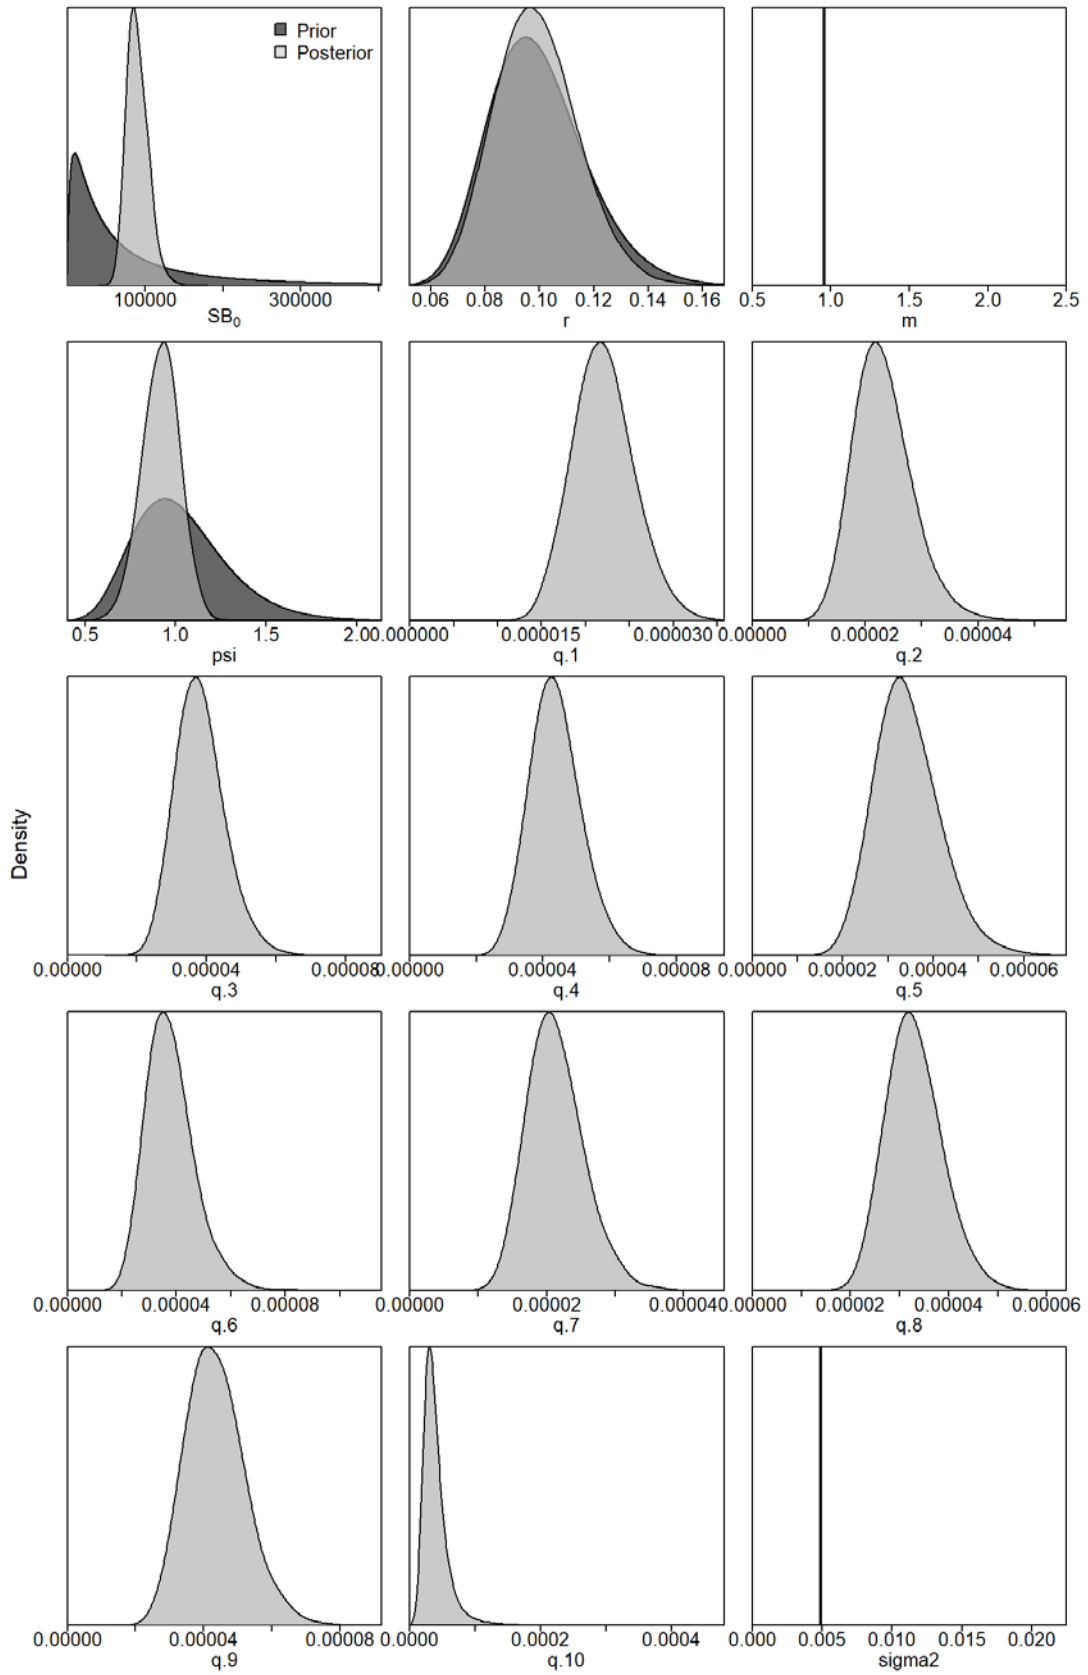 Prior
Posterior
100000 300000
SB₀
0.06 0.08 0.10 0.12 0.14 0.16
r
0.5 1.0 1.5 2.0 2.5
m
0.5 1.0 1.5 2.0
psi
0.000000 0.000015 0.000030
q.1
0.00000 0.00002 0.00004
q.2
Density
0.00000 0.00004 0.00008
q.3
0.00000 0.00004 0.00008
q.4
0.00000 0.00002 0.00004 0.00006
q.5
0.00000 0.00004 0.00008
q.6
0.00000 0.00002 0.00004
q.7
0.00000 0.00002 0.00004 0.00006
q.8
0.00000 0.00004 0.00008
q.9
0.0000 0.0002 0.0004
q.10
0.000 0.005 0.010 0.015 0.020
sigma2